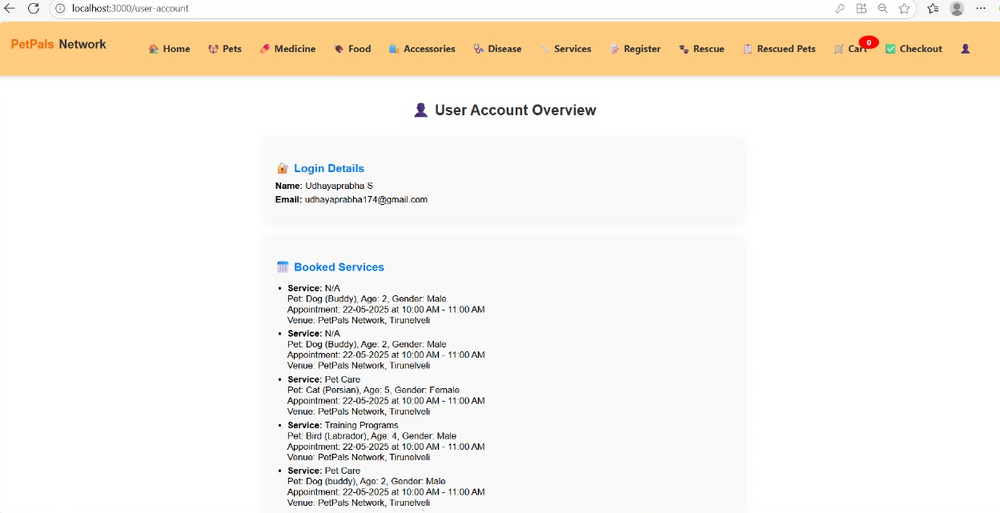 localhost:3000/user-account
PetPals Network
Home
Pets
Medicine
Food
Accessories
Disease
Services
Register
Rescue
Rescued Pets
Cart
0
Checkout
User Account Overview
Login Details
Name: Udhayaprabha S
Email: udhayaprabha174@gmail.com
Booked Services
• Service: N/A
Pet: Dog (Buddy), Age: 2, Gender: Male
Appointment: 22-05-2025 at 10:00 AM - 11:00 AM
Venue: PetPals Network, Tirunelveli
• Service: N/A
Pet: Dog (Buddy), Age: 2, Gender: Male
Appointment: 22-05-2025 at 10:00 AM - 11:00 AM
Venue: PetPals Network, Tirunelveli
• Service: Pet Care
Pet: Cat (Persian), Age: 5, Gender: Female
Appointment: 22-05-2025 at 10:00 AM - 11:00 AM
Venue: PetPals Network, Tirunelveli
• Service: Training Programs
Pet: Bird (Labrador), Age: 4, Gender: Male
Appointment: 22-05-2025 at 10:00 AM - 11:00 AM
Venue: PetPals Network, Tirunelveli
• Service: Pet Care
Pet: Dog (buddy), Age: 2, Gender: Male
Appointment: 22-05-2025 at 10:00 AM - 11:00 AM
Venue: PetPals Network, Tirunelveli